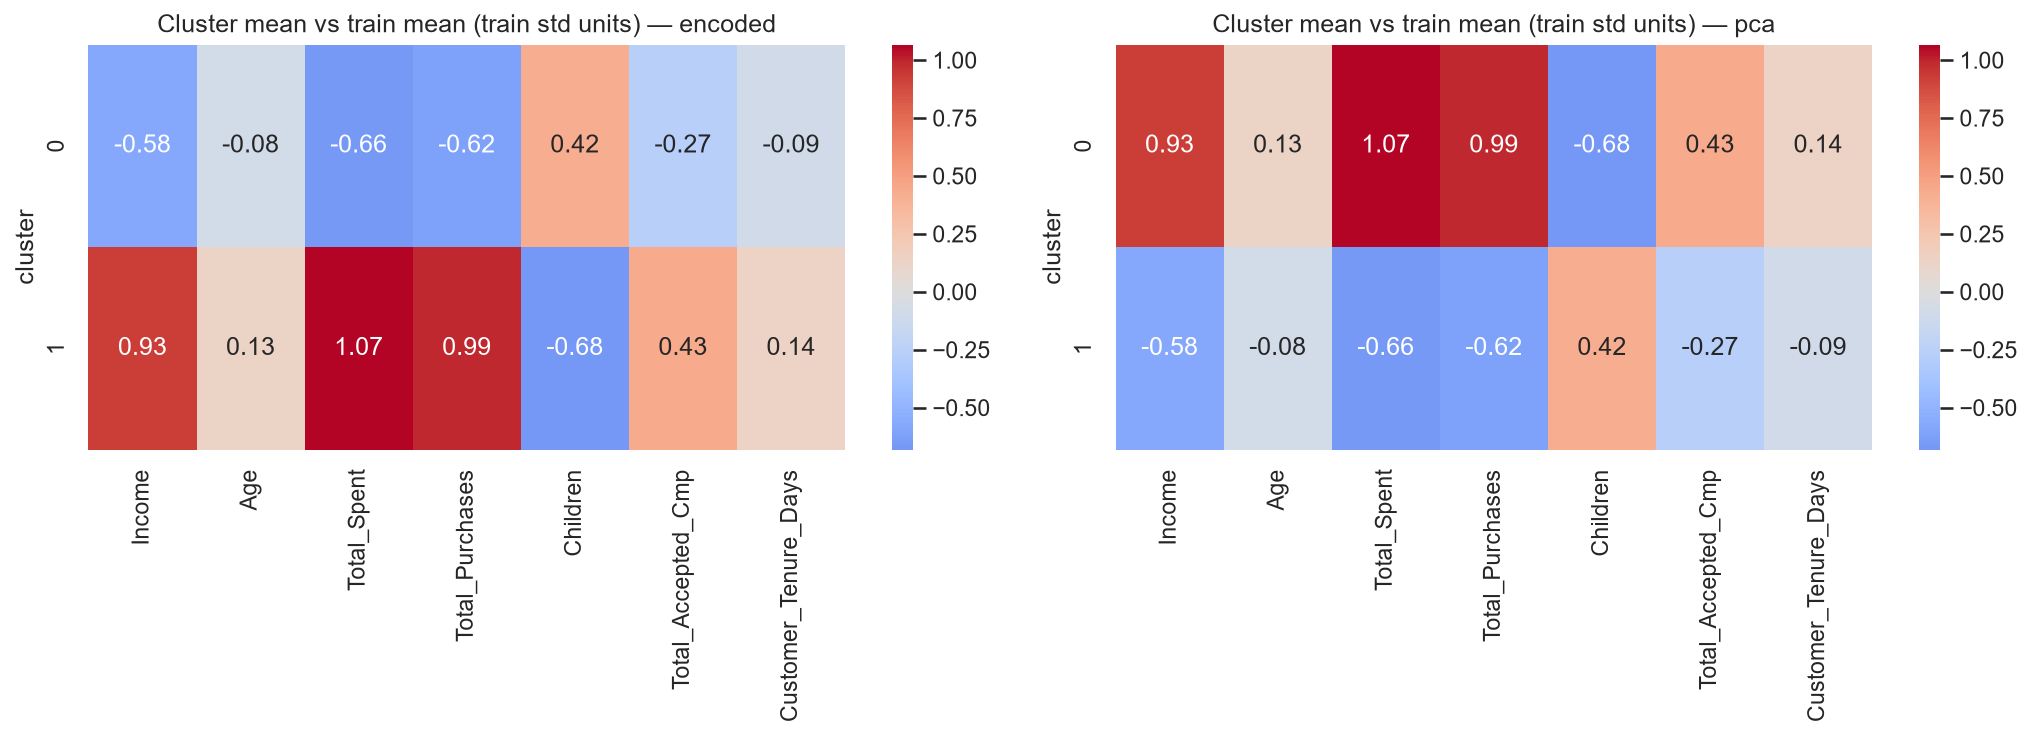 Cluster mean vs train mean (train std units) — encoded
cluster
0
-0.58 -0.08 -0.66 -0.62 0.42 -0.27 -0.09
1
0.93 0.13 1.07 0.99 -0.68 0.43 0.14
Income
Age
Total_Spent
Total_Purchases
Children
Total_Accepted_Cmp
Customer_Tenure_Days
1.00
0.75
0.50
0.25
0.00
−0.25
−0.50
Cluster mean vs train mean (train std units) — pca
cluster
0
0.93 0.13 1.07 0.99 -0.68 0.43 0.14
1
-0.58 -0.08 -0.66 -0.62 0.42 -0.27 -0.09
Income
Age
Total_Spent
Total_Purchases
Children
Total_Accepted_Cmp
Customer_Tenure_Days
1.00
0.75
0.50
0.25
0.00
−0.25
−0.50